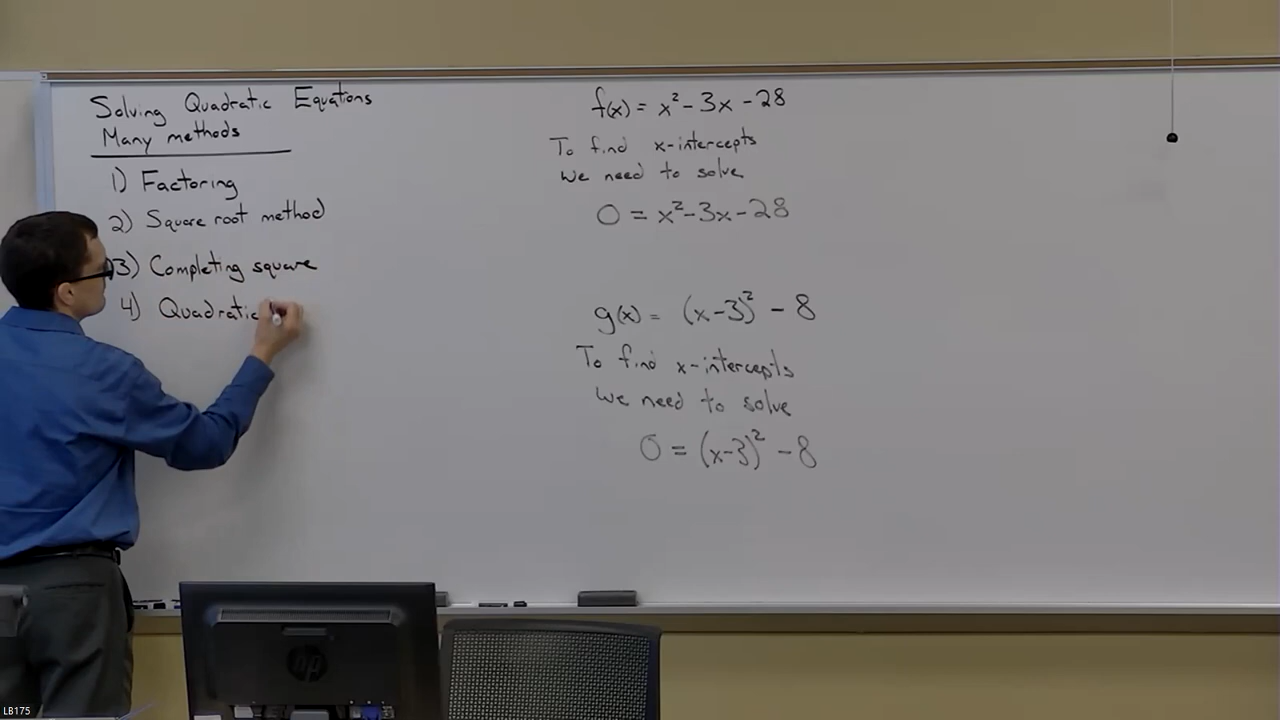 Solving Quadratic Equations
Many methods
1) Factoring
2) Square root method
3) Completing square
4) Quadratic
f(x) = x² - 3x - 28
To find x-intercepts
We need to solve
0 = x² - 3x - 28
g(x) = (x-3)² - 8
To find x-intercepts
We need to solve
0 = (x-3)² - 8
hp
LB175